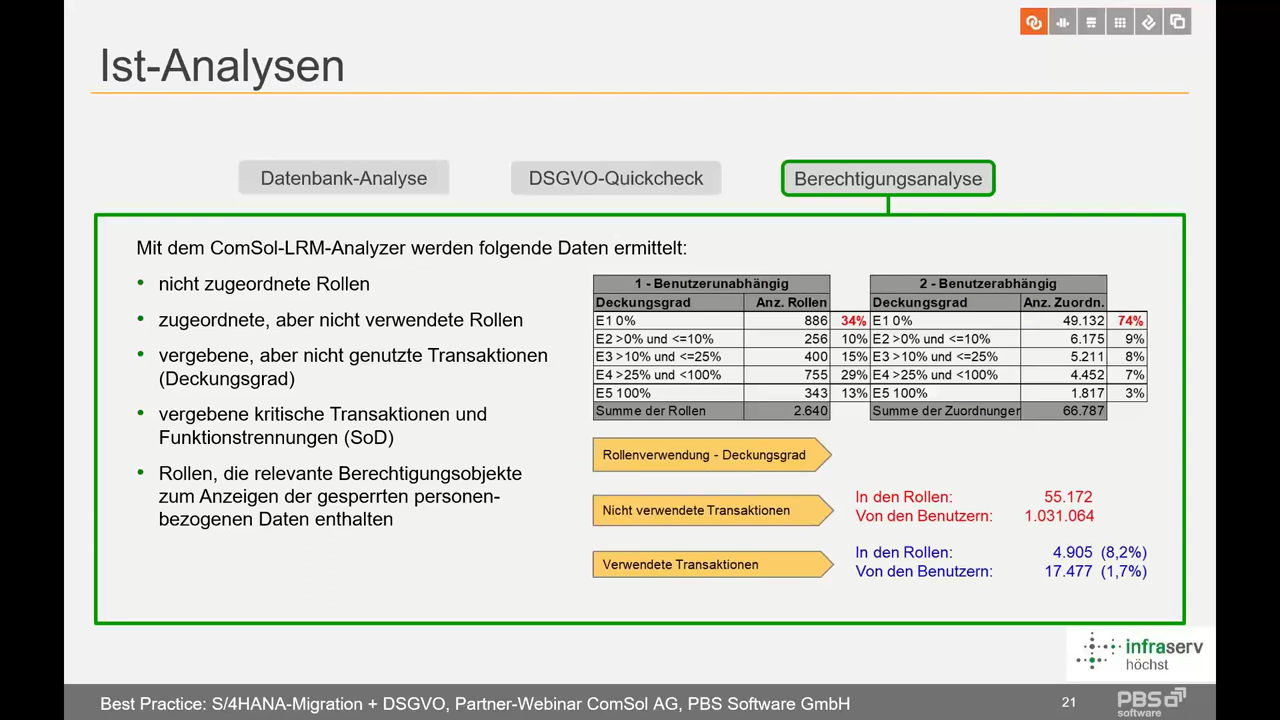 Ist-Analysen
Datenbank-Analyse
DSGVO-Quickcheck
Berechtigungsanalyse
Mit dem ComSol-LRM-Analyzer werden folgende Daten ermittelt:
• nicht zugeordnete Rollen
• zugeordnete, aber nicht verwendete Rollen
• vergebene, aber nicht genutzte Transaktionen
(Deckungsgrad)
• vergebene kritische Transaktionen und
Funktionstrennungen (SoD)
• Rollen, die relevante Berechtigungsobjekte
zum Anzeigen der gesperrten personen-
bezogenen Daten enthalten
1 - Benutzerunabhängig
Deckungsgrad Anz. Rollen
E1 0% 886 34%
E2 >0% und <=10% 256 10%
E3 >10% und <=25% 400 15%
E4 >25% und <100% 755 29%
E5 100% 343 13%
Summe der Rollen 2.640
2 - Benutzerabhängig
Deckungsgrad Anz. Zuordn.
E1 0% 49.132 74%
E2 >0% und <=10% 6.175 9%
E3 >10% und <=25% 5.211 8%
E4 >25% und <100% 4.452 7%
E5 100% 1.817 3%
Summe der Zuordnunger 66.787
Rollenverwendung - Deckungsgrad
Nicht verwendete Transaktionen
In den Rollen: 55.172
Von den Benutzern: 1.031.064
Verwendete Transaktionen
In den Rollen: 4.905 (8,2%)
Von den Benutzern: 17.477 (1,7%)
infraserv
höchst
Best Practice: S/4HANA-Migration + DSGVO, Partner-Webinar ComSol AG, PBS Software GmbH
21
PBS
software